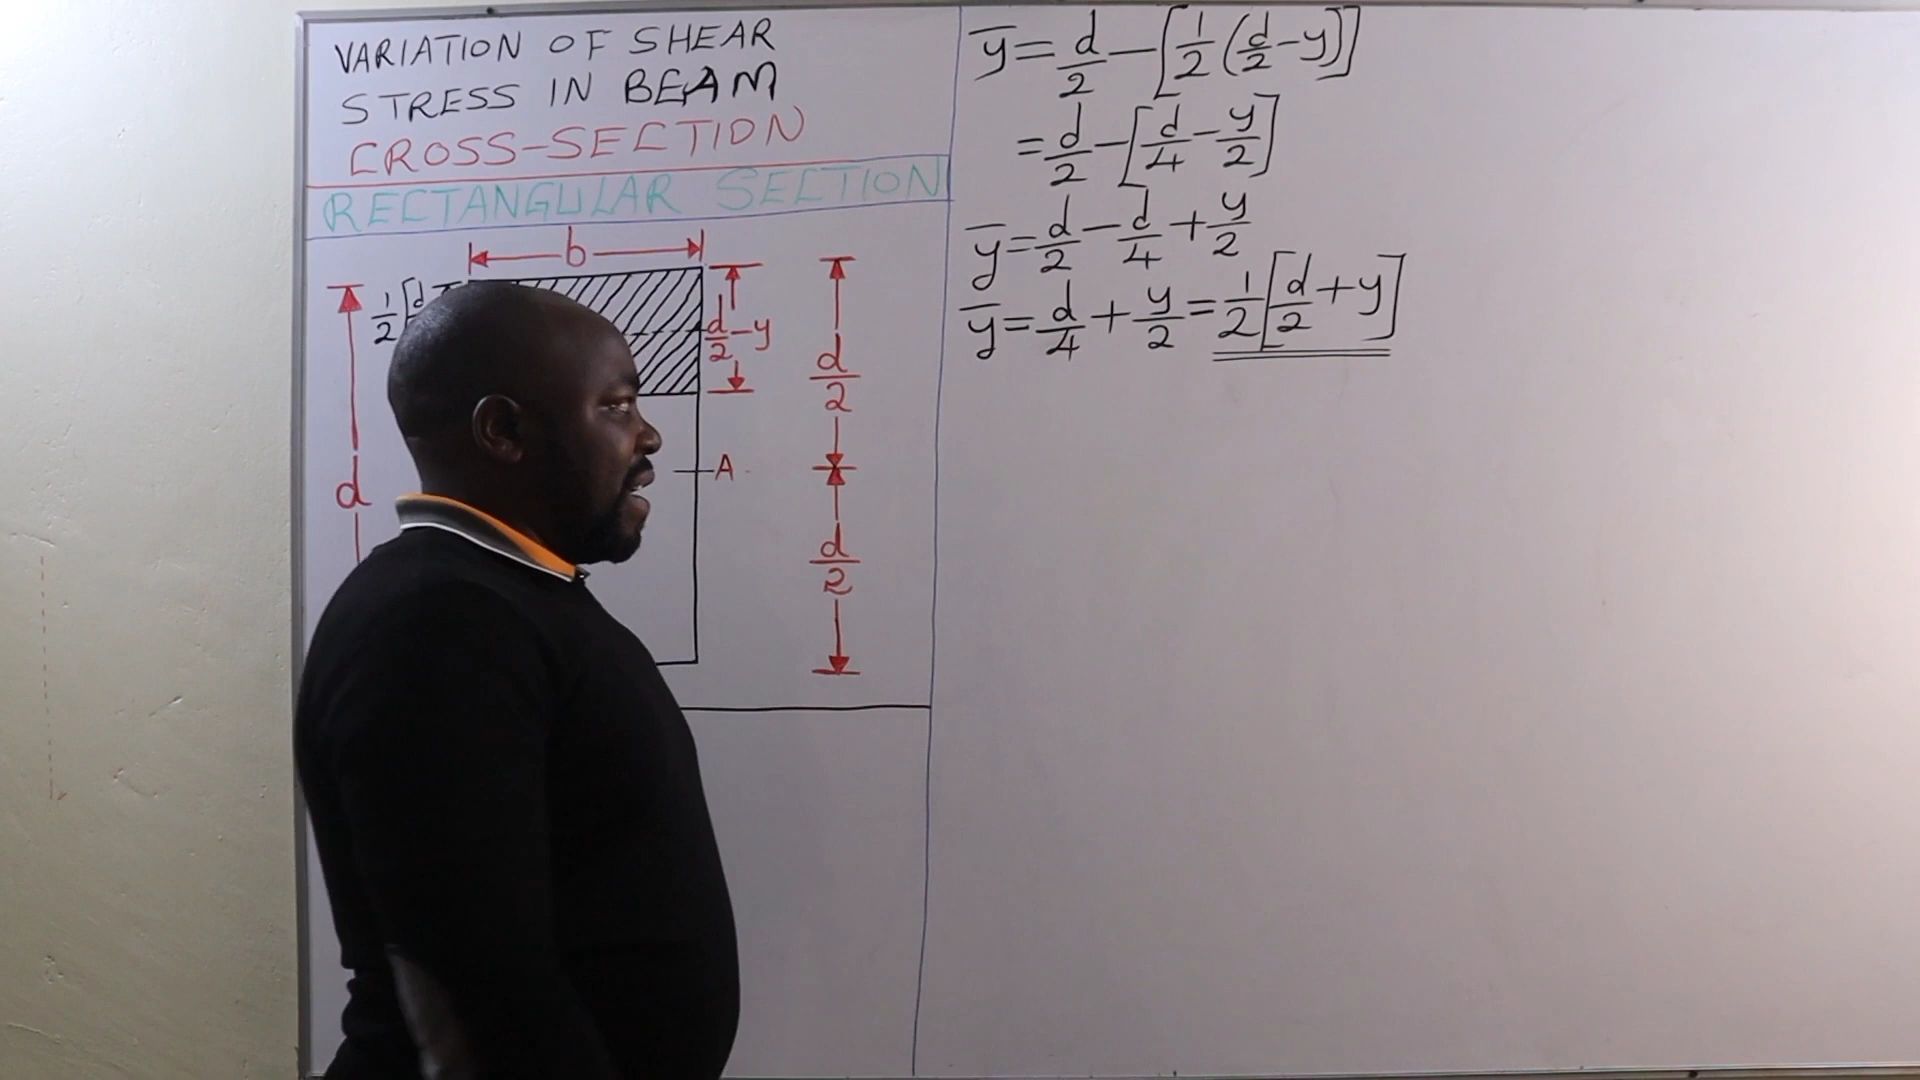 VARIATION OF SHEAR
STRESS IN BEAM
CROSS-SECTION
RECTANGULAR SECTION
b
1/2 [d
d/2 - y
d/2
d
A
d/2
ȳ = d/2 - [1/2 (d/2 - y)]
= d/2 - [d/4 - y/2]
ȳ = d/2 - d/4 + y/2
ȳ = d/4 + y/2 = 1/2 [d/2 + y]